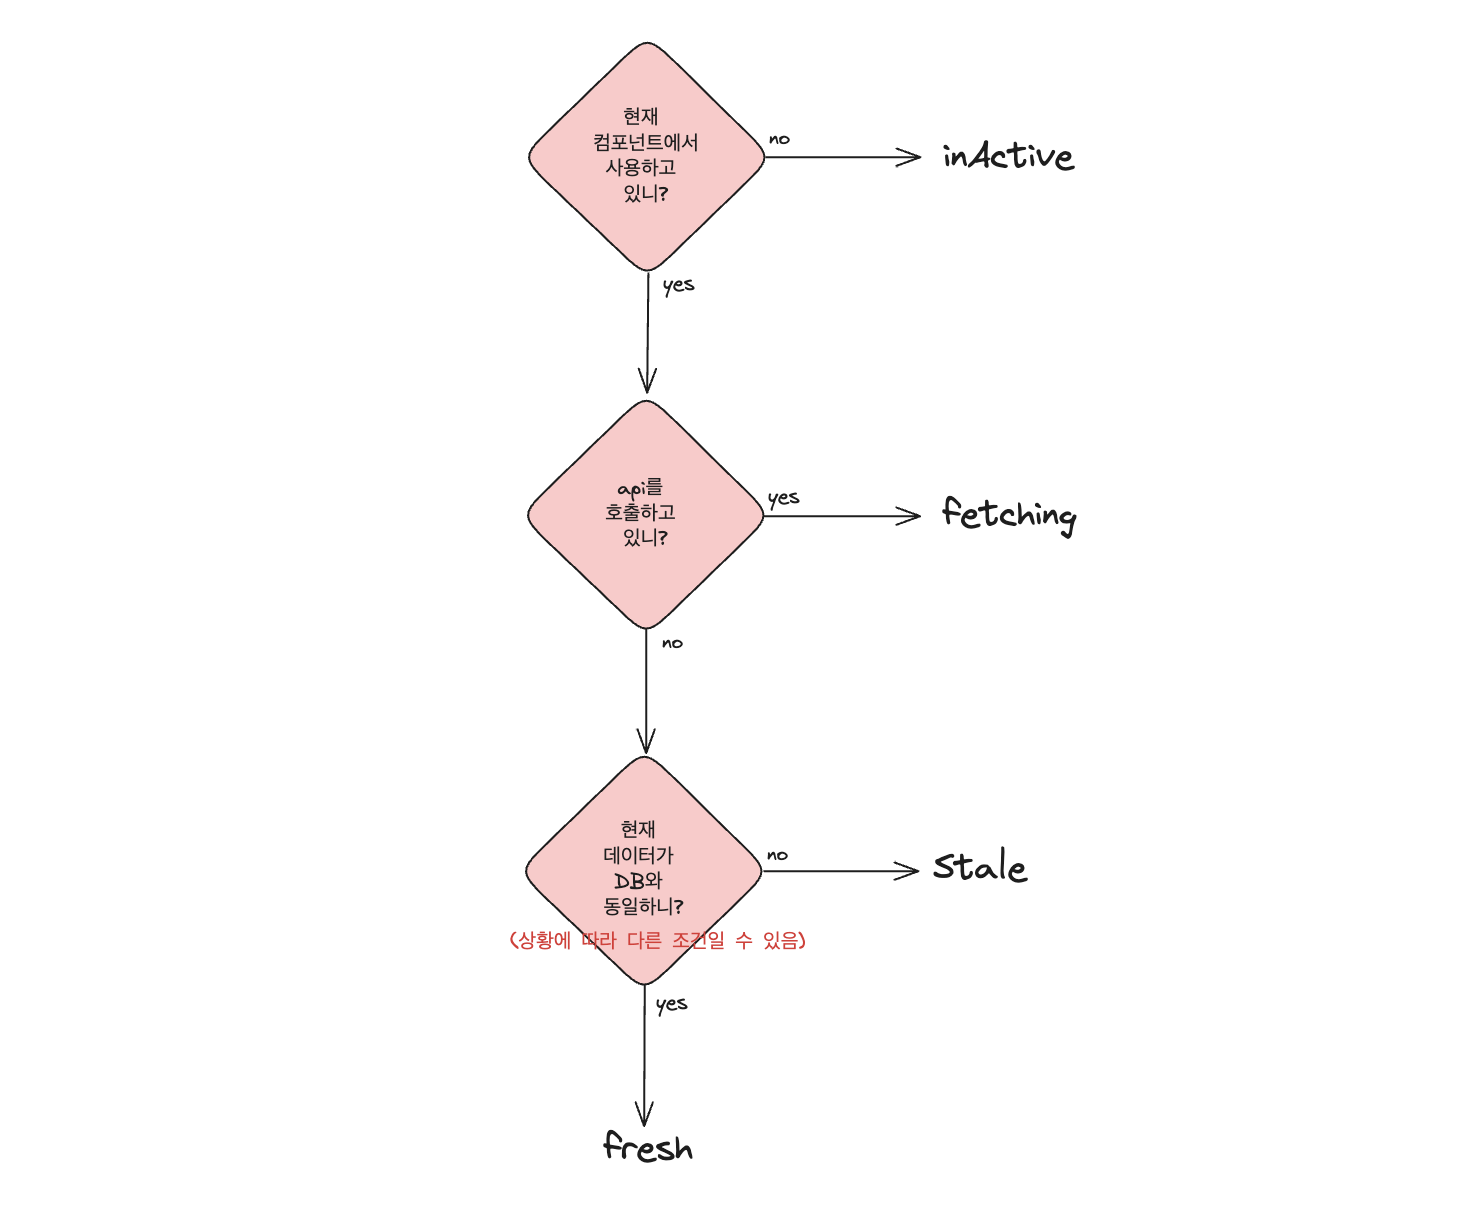 현재
컴포넌트에서
사용하고
있니?
no
inActive
yes
api를
호출하고
있니?
yes
fetching
no
현재
데이터가
DB와
동일하니?
(상황에 따라 다른 조건일 수 있음)
no
Stale
yes
fresh